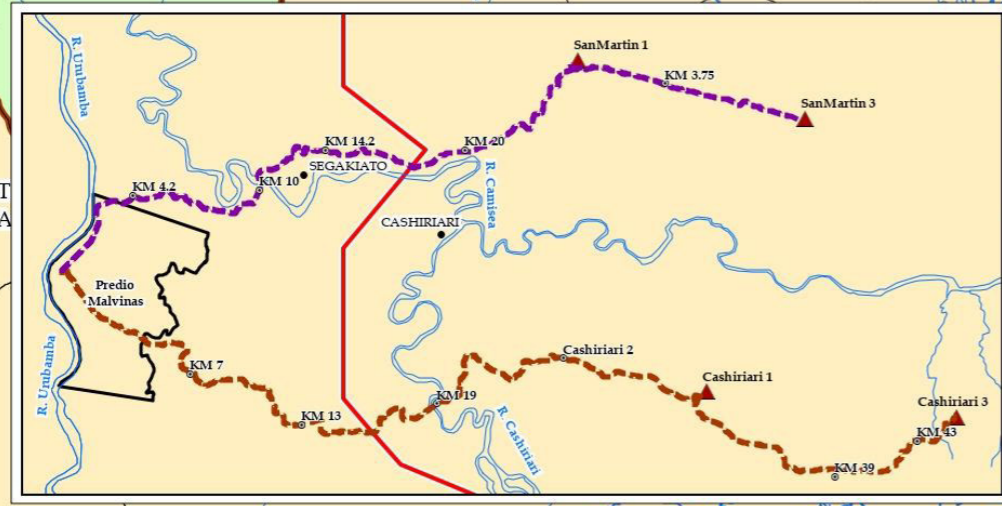 SanMartin 1
R. Urubamba
KM 3.75
SanMartin 3
KM 14.2
KM 20
SEGAKIATO
KM 10
R. Camisea
T
KM 4.2
A
CASHIRIARI
Predio
Malvinas
R. Urubamba
KM 7
Cashiriari 2
Cashiriari 1
KM 19
Cashiriari 3
KM 13
R. Cashiriari
KM 43
KM 39